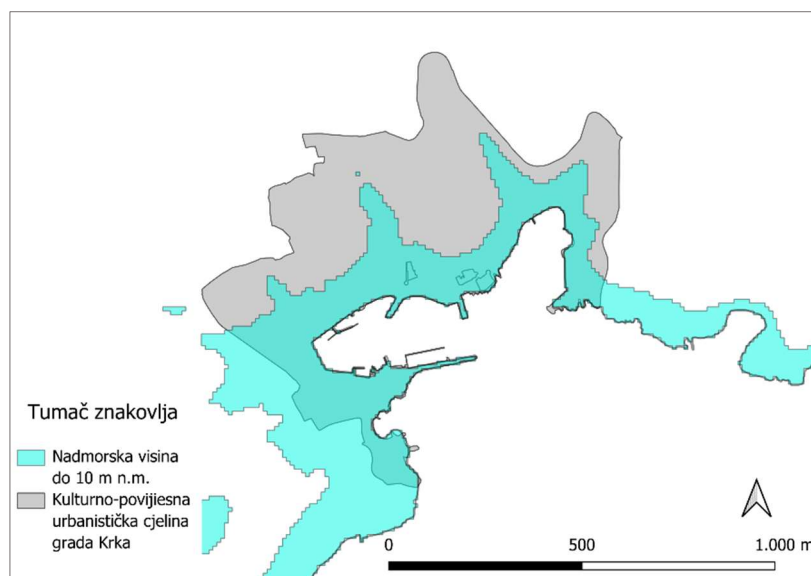 Tumač znakovlja
Nadmorska visina
do 10 m n.m.
Kulturno-povijiesna
urbanistička cjelina
grada Krka
0 500 1.000 m